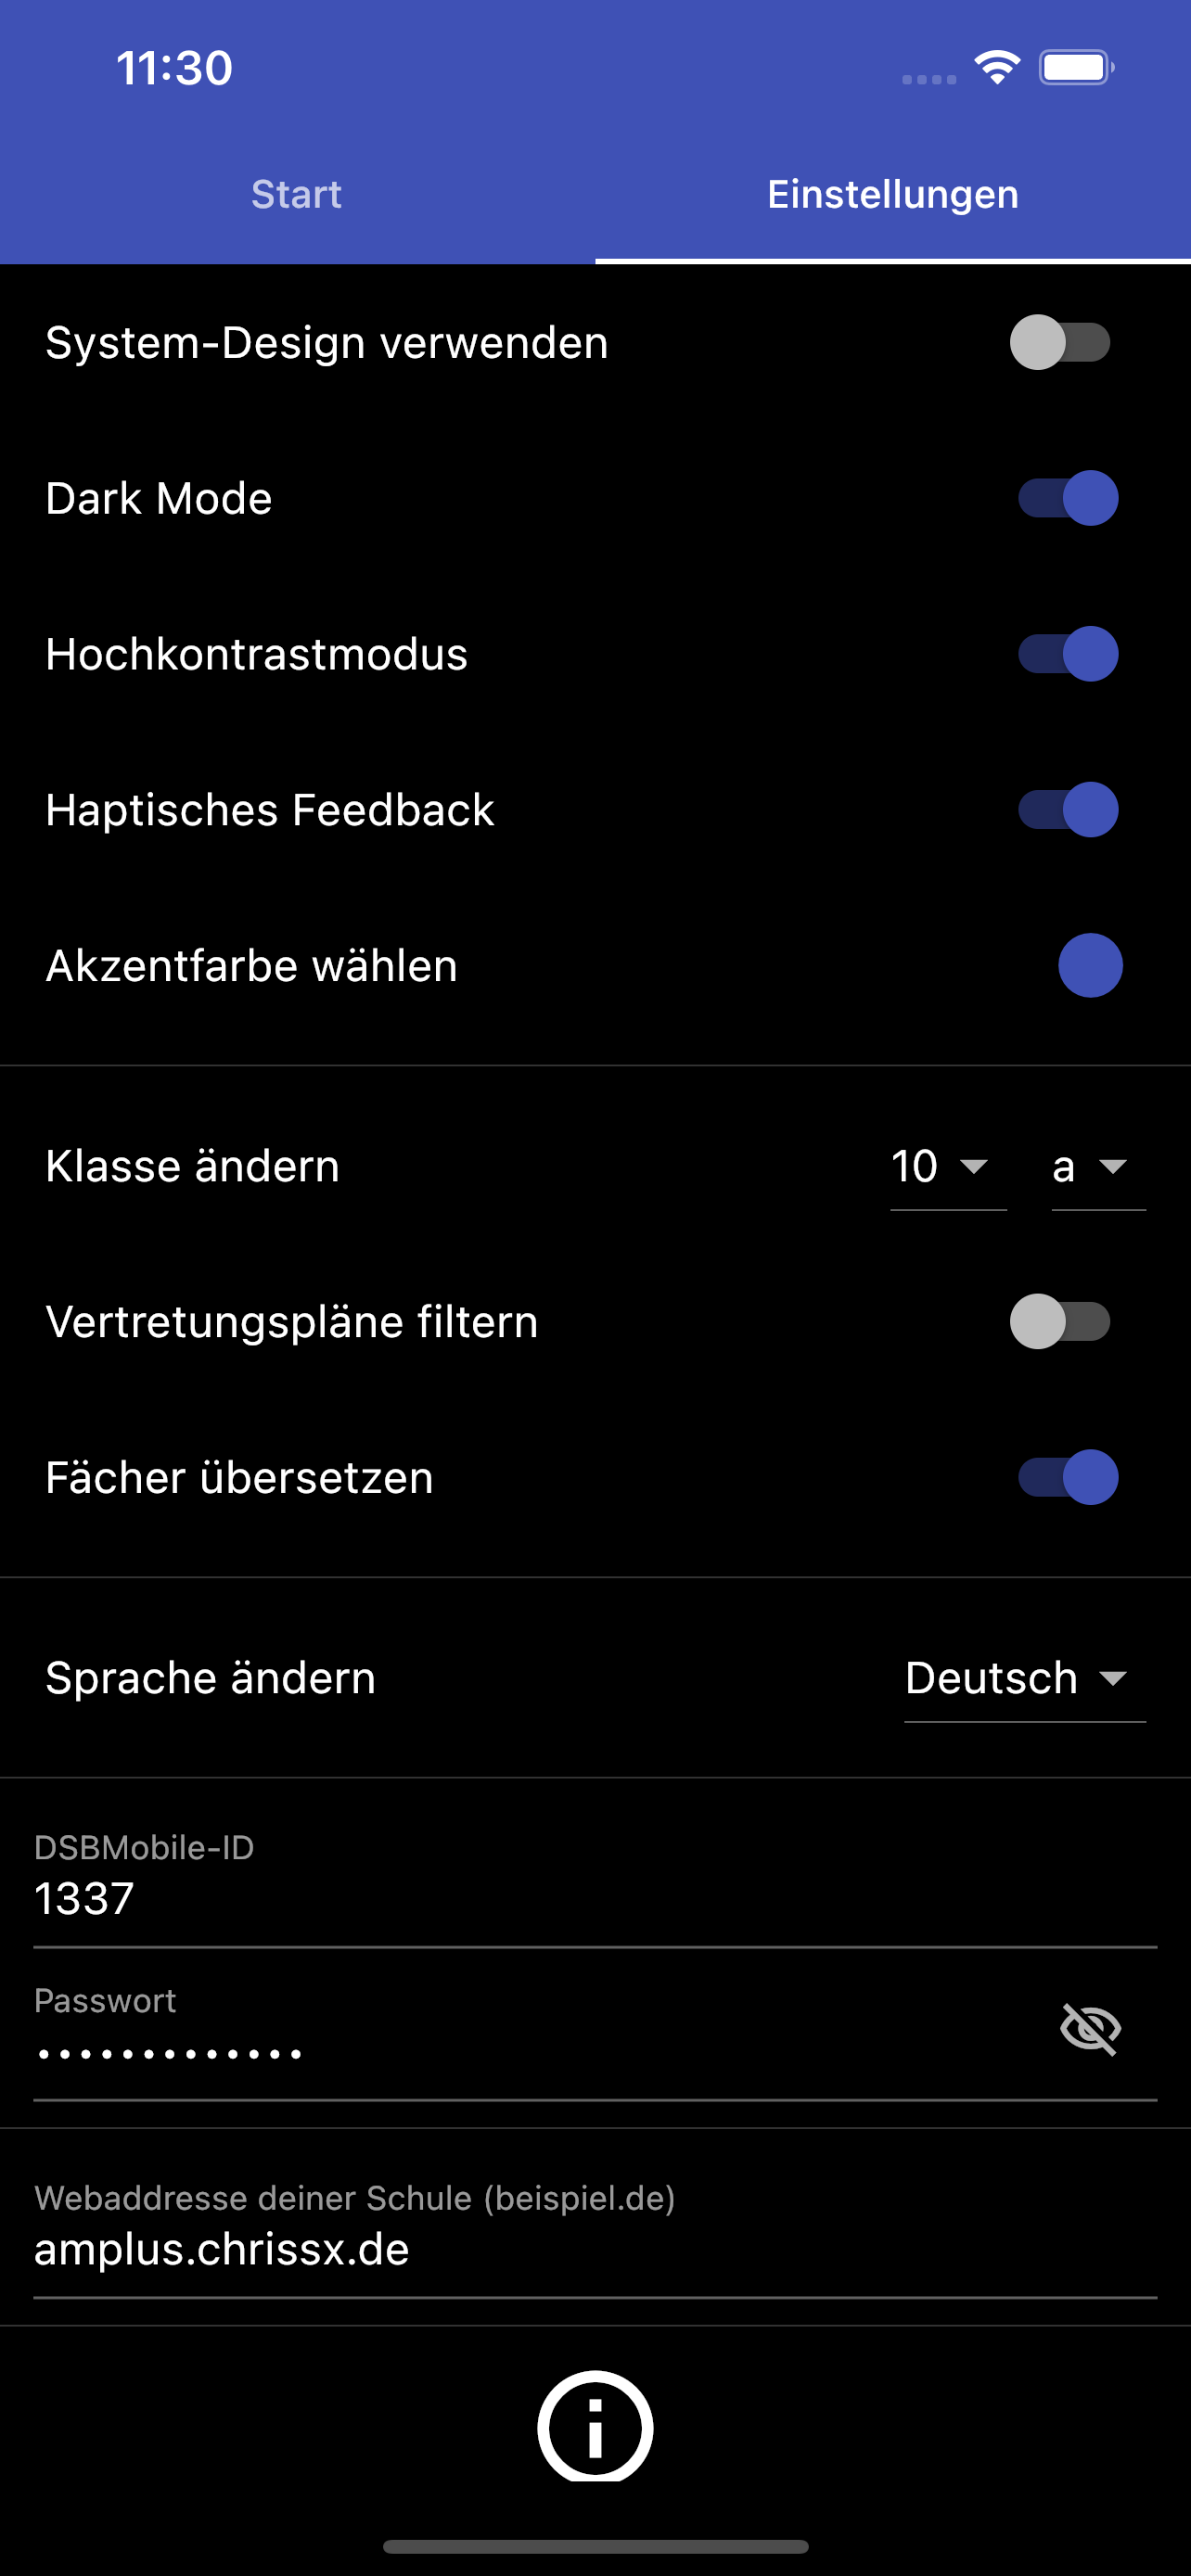 11:30
Start Einstellungen
System-Design verwenden
Dark Mode
Hochkontrastmodus
Haptisches Feedback
Akzentfarbe wählen
Klasse ändern 10 a
Vertretungspläne filtern
Fächer übersetzen
Sprache ändern Deutsch
DSBMobile-ID
1337
Passwort
•••••••••••••
Webaddresse deiner Schule (beispiel.de)
amplus.chrissx.de